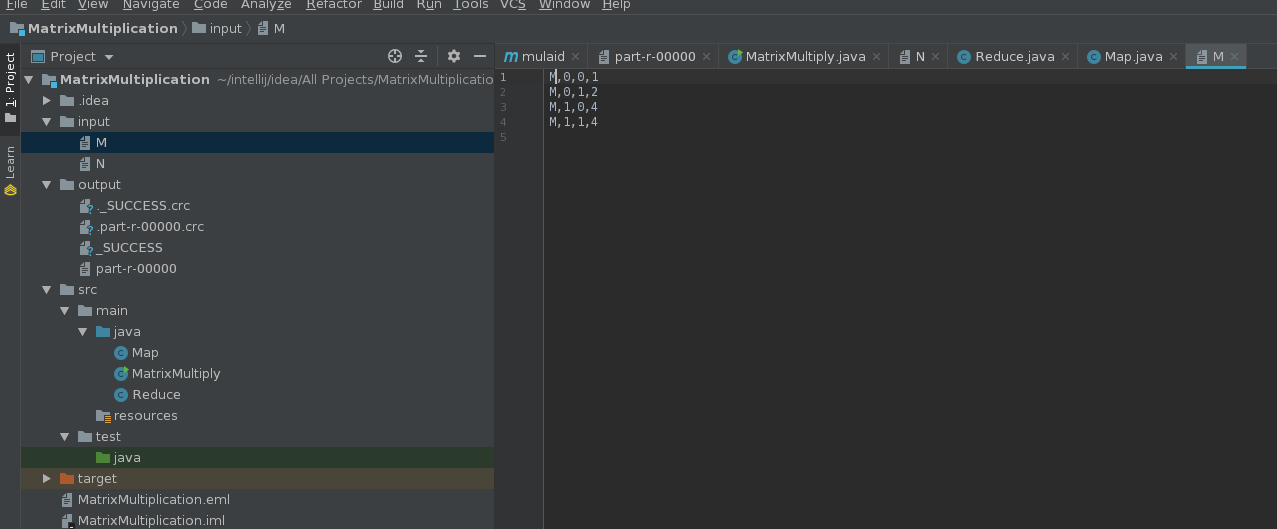 File Edit View Navigate Code Analyze Refactor Build Run Tools VCS Window Help
MatrixMultiplication input M
Project
mulaid part-r-00000 MatrixMultiply.java N Reduce.java Map.java M
1: Project
Learn
MatrixMultiplication ~/intellij/idea/All Projects/MatrixMultiplicatio
.idea
input
M
N
output
._SUCCESS.crc
.part-r-00000.crc
_SUCCESS
part-r-00000
src
main
java
Map
MatrixMultiply
Reduce
resources
test
java
target
MatrixMultiplication.eml
MatrixMultiplication.iml
1 M,0,0,1
2 M,0,1,2
3 M,1,0,4
4 M,1,1,4
5